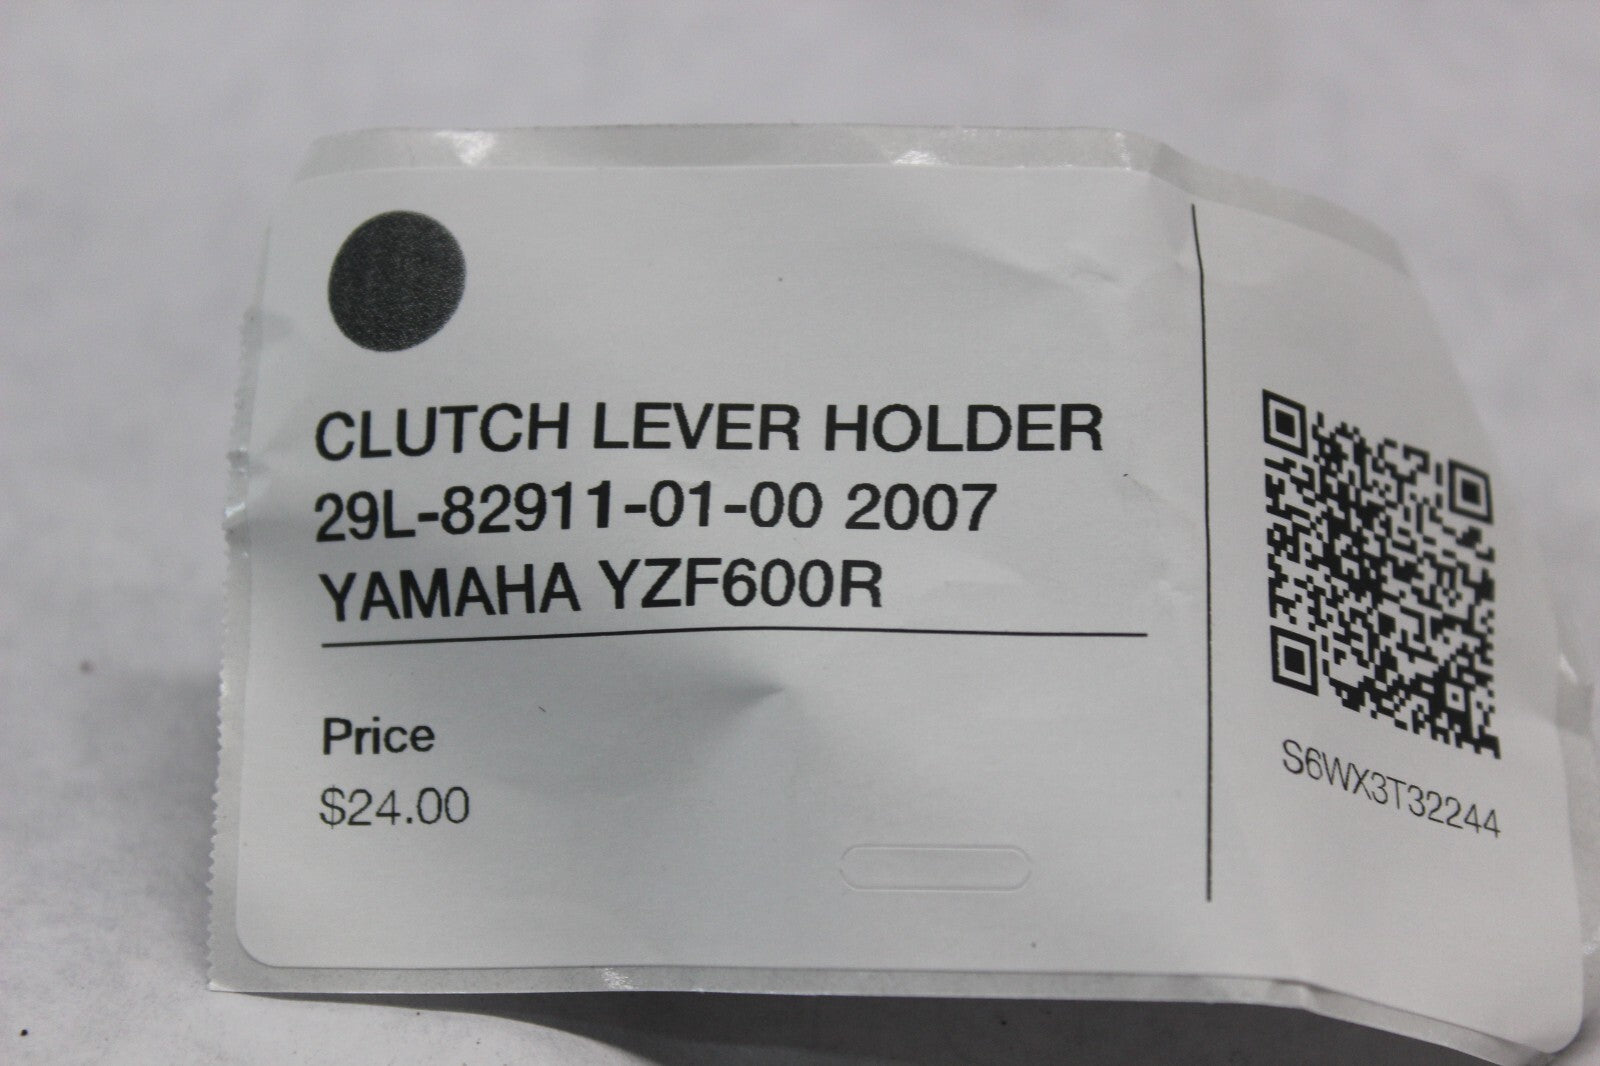 CLUTCH LEVER HOLDER
29L-82911-01-00 2007
YAMAHA YZF600R
Price
$24.00
S6WX3T32244